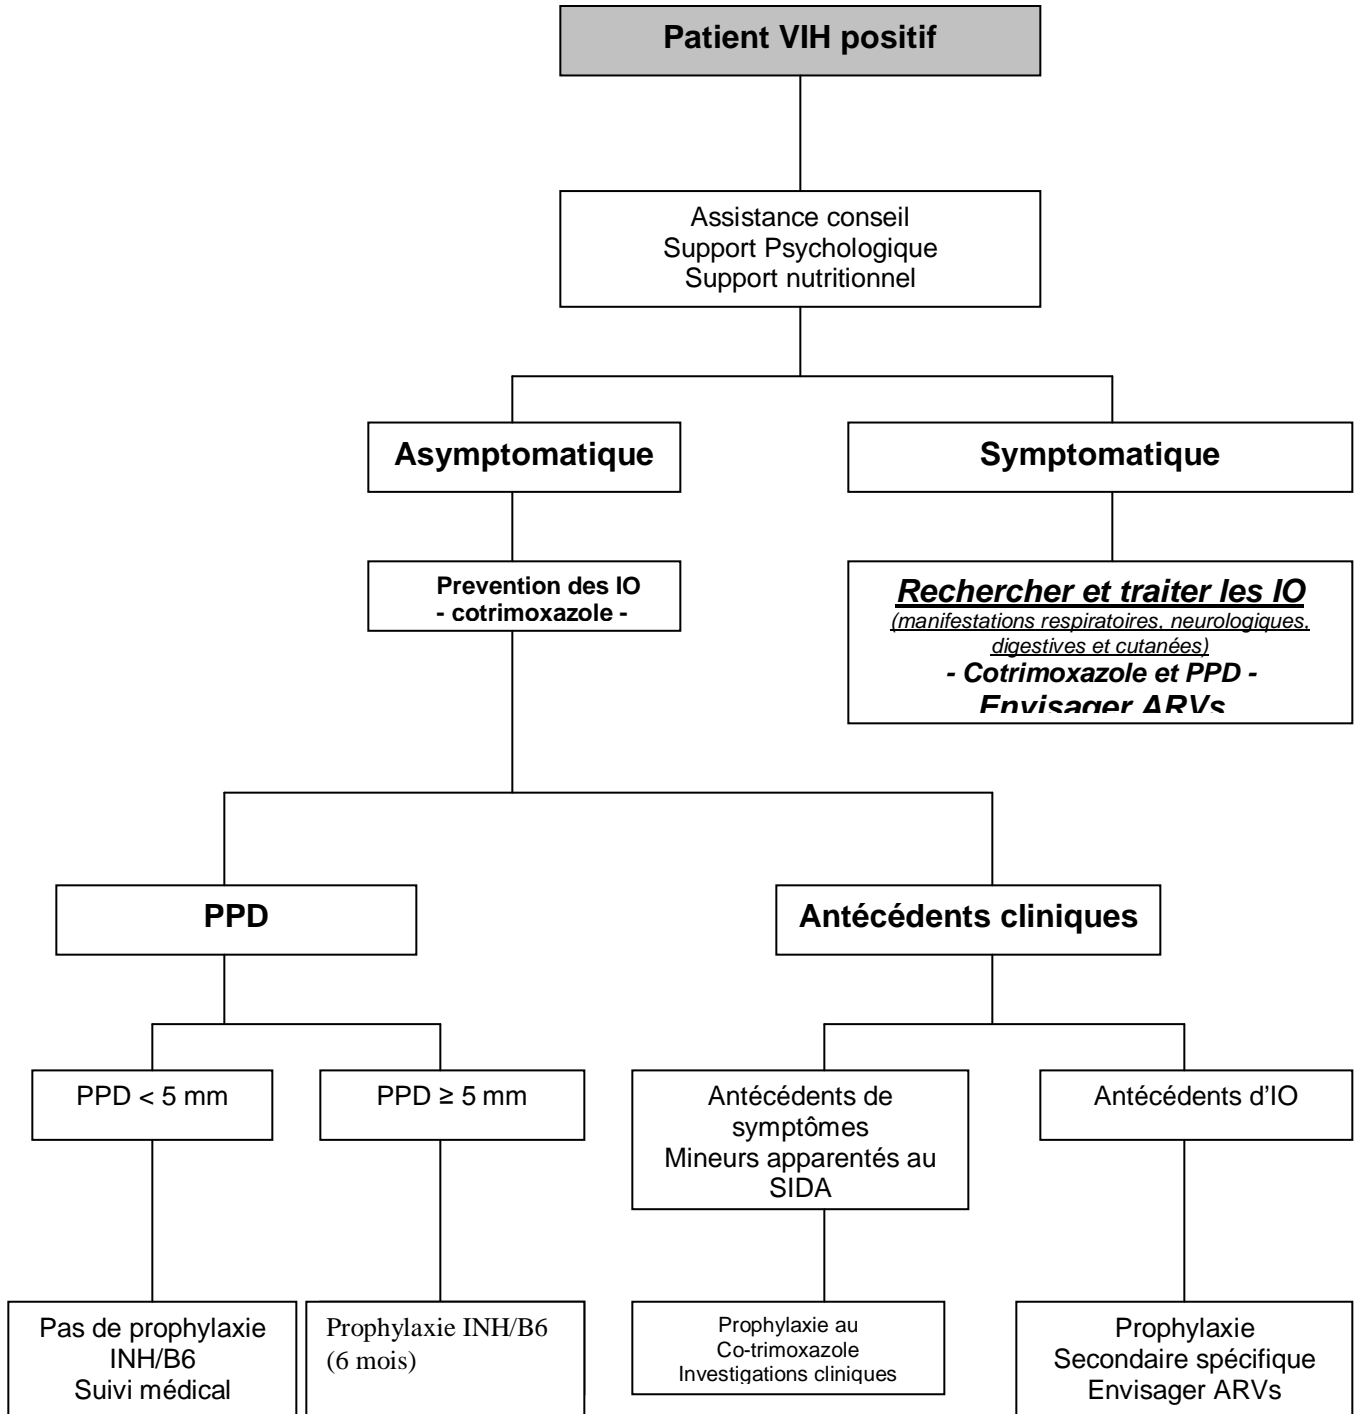 Patient VIH positif
Assistance conseil
Support Psychologique
Support nutritionnel
Asymptomatique
Symptomatique
Prevention des IO
- cotrimoxazole -
Rechercher et traiter les IO
(manifestations respiratoires, neurologiques,
digestives et cutanées)
- Cotrimoxazole et PPD -
Envisager ARVs
PPD
Antécédents cliniques
PPD < 5 mm
PPD ≥ 5 mm
Antécédents de
symptômes
Mineurs apparentés au
SIDA
Antécédents d’IO
Pas de prophylaxie
INH/B6
Suivi médical
Prophylaxie INH/B6
(6 mois)
Prophylaxie au
Co-trimoxazole
Investigations cliniques
Prophylaxie
Secondaire spécifique
Envisager ARVs